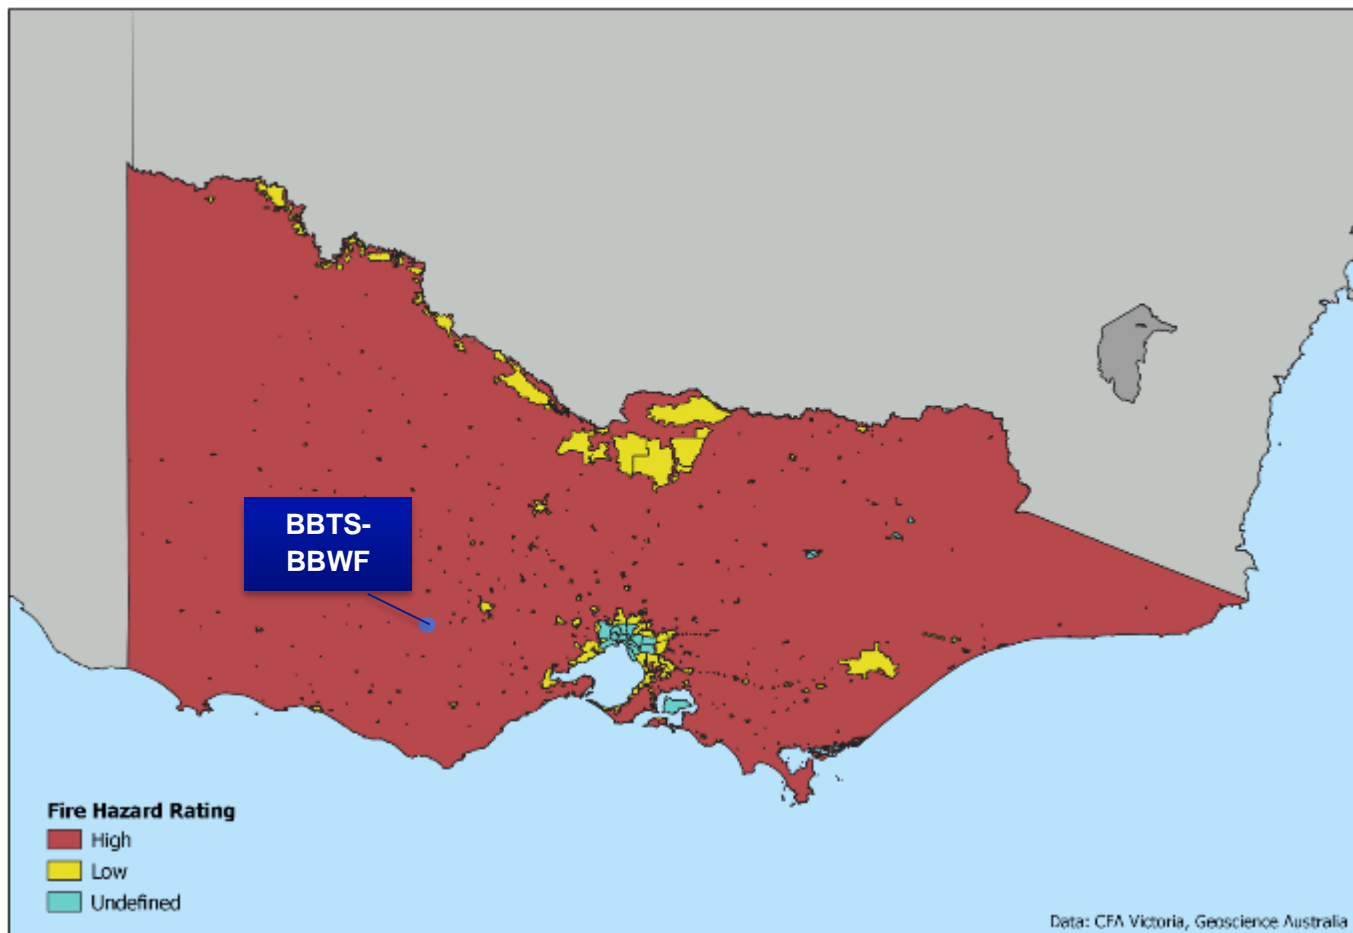 BBTS-
BBWF
Fire Hazard Rating
High
Low
Undefined
Data: CFA Victoria, Geoscience Australia